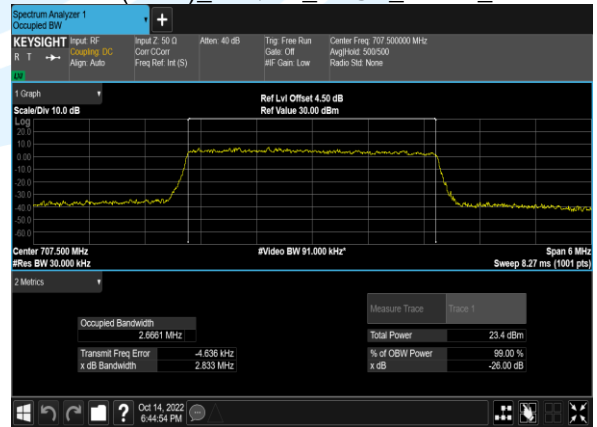 Spectrum Analyzer 1
Occupied BW
KEYSIGHT
R T
LV
Input: RF
Coupling: DC
Align: Auto
Input Z: 50 Ω
Corr CCorr
Freq Ref: Int (S)
Atten: 40 dB
Trig: Free Run
Gate: Off
#IF Gain: Low
Center Freq: 707.500000 MHz
Avg|Hold: 500/500
Radio Std: None
1 Graph
Scale/Div 10.0 dB
Ref Lvl Offset 4.50 dB
Ref Value 30.00 dBm
Log
20.0
10.0
0.00
-10.0
-20.0
-30.0
-40.0
-50.0
-60.0
Center 707.500 MHz
#Video BW 91.000 kHz*
Span 6 MHz
#Res BW 30.000 kHz
Sweep 8.27 ms (1001 pts)
2 Metrics
Measure Trace
Trace 1
Occupied Bandwidth
2.6661 MHz
Total Power
23.4 dBm
Transmit Freq Error
-4.636 kHz
% of OBW Power
99.00 %
x dB Bandwidth
2.833 MHz
x dB
-26.00 dB
?
Oct 14, 2022
6:44:54 PM